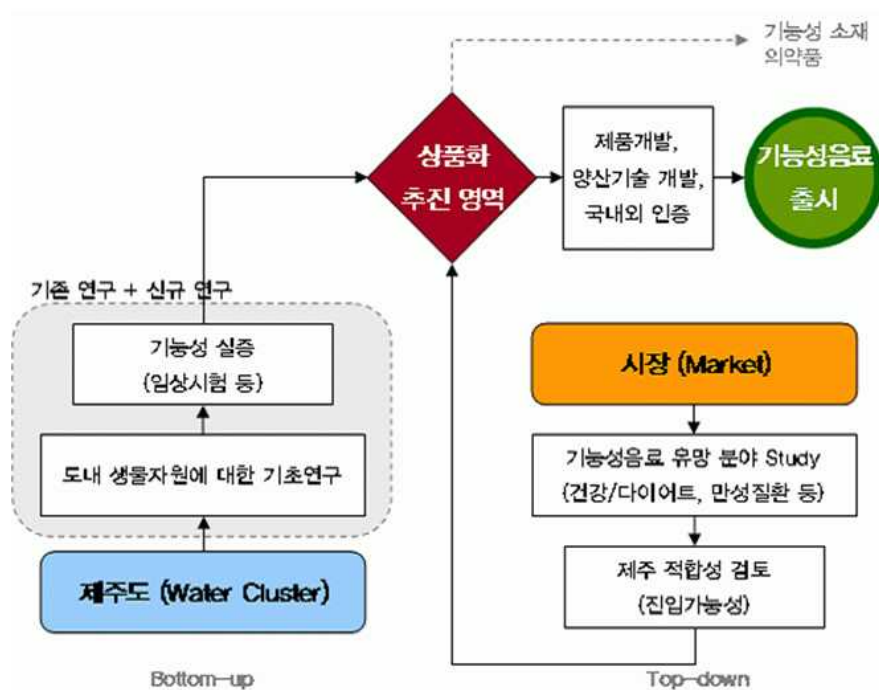 기능성 소재
의약품
상품화
추진 영역
제품개발,
양산기술 개발,
국내외 인증
기능성음료
출시
기존 연구 + 신규 연구
기능성 실증
(임상시험 등)
도내 생물자원에 대한 기초연구
제주도 (Water Cluster)
Bottom-up
시장 (Market)
기능성음료 유망 분야 Study
(건강/다이어트, 만성질환 등)
제주 적합성 검토
(진입가능성)
Top-down